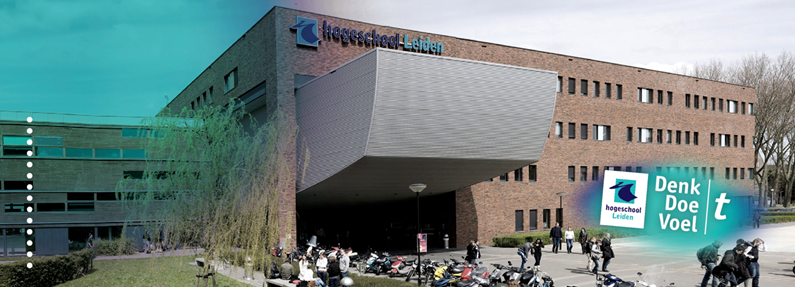 hogeschool Leiden
hogeschool
Leiden
Denk
Doe
Voel
t